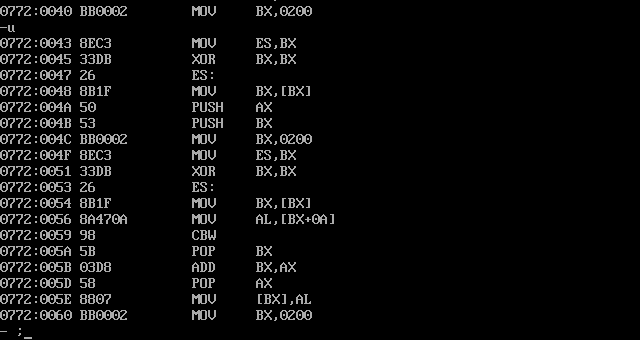 0772:0040 BB0002 MOV BX,0200
-u
0772:0043 8EC3 MOV ES,BX
0772:0045 33DB XOR BX,BX
0772:0047 26 ES:
0772:0048 8B1F MOV BX,[BX]
0772:004A 50 PUSH AX
0772:004B 53 PUSH BX
0772:004C BB0002 MOV BX,0200
0772:004F 8EC3 MOV ES,BX
0772:0051 33DB XOR BX,BX
0772:0053 26 ES:
0772:0054 8B1F MOV BX,[BX]
0772:0056 8A470A MOV AL,[BX+0A]
0772:0059 98 CBW
0772:005A 5B POP BX
0772:005B 03D8 ADD BX,AX
0772:005D 58 POP AX
0772:005E 8807 MOV [BX],AL
0772:0060 BB0002 MOV BX,0200
- ;_